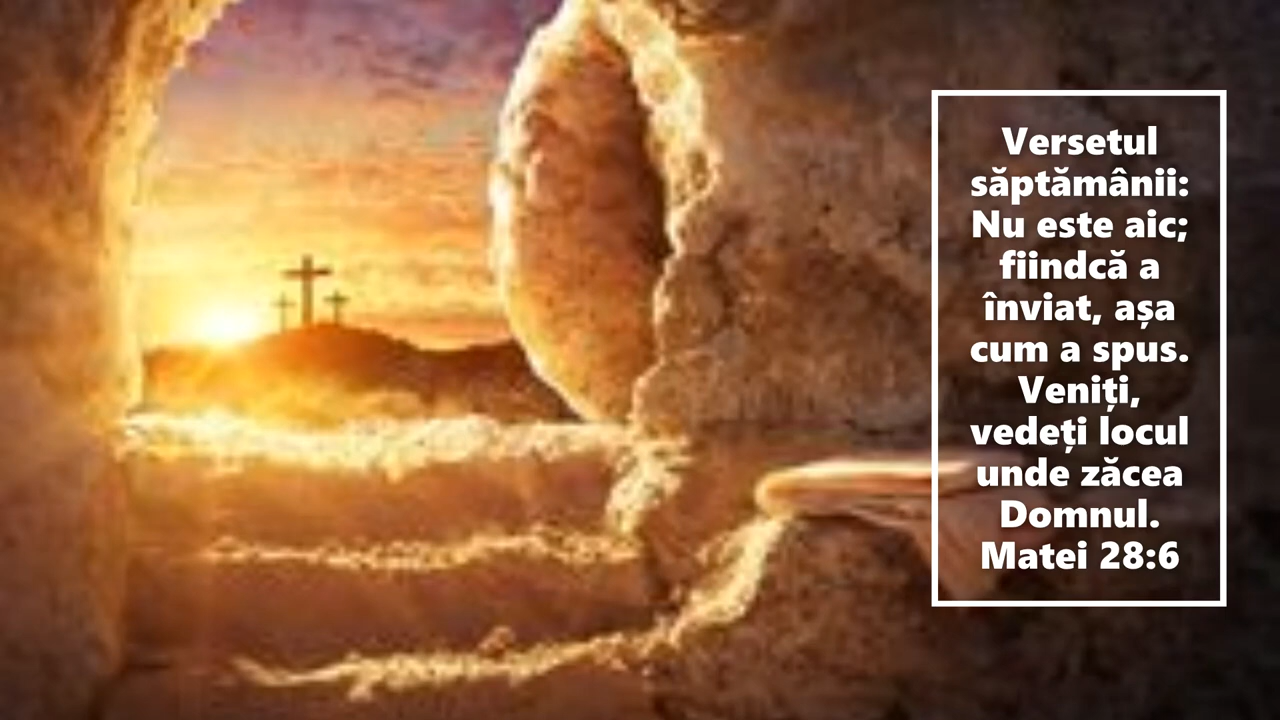 Versetul
săptămânii:
Nu este aic;
fiindcă a
înviat, așa
cum a spus.
Veniți,
vedeți locul
unde zăcea
Domnul.
Matei 28:6